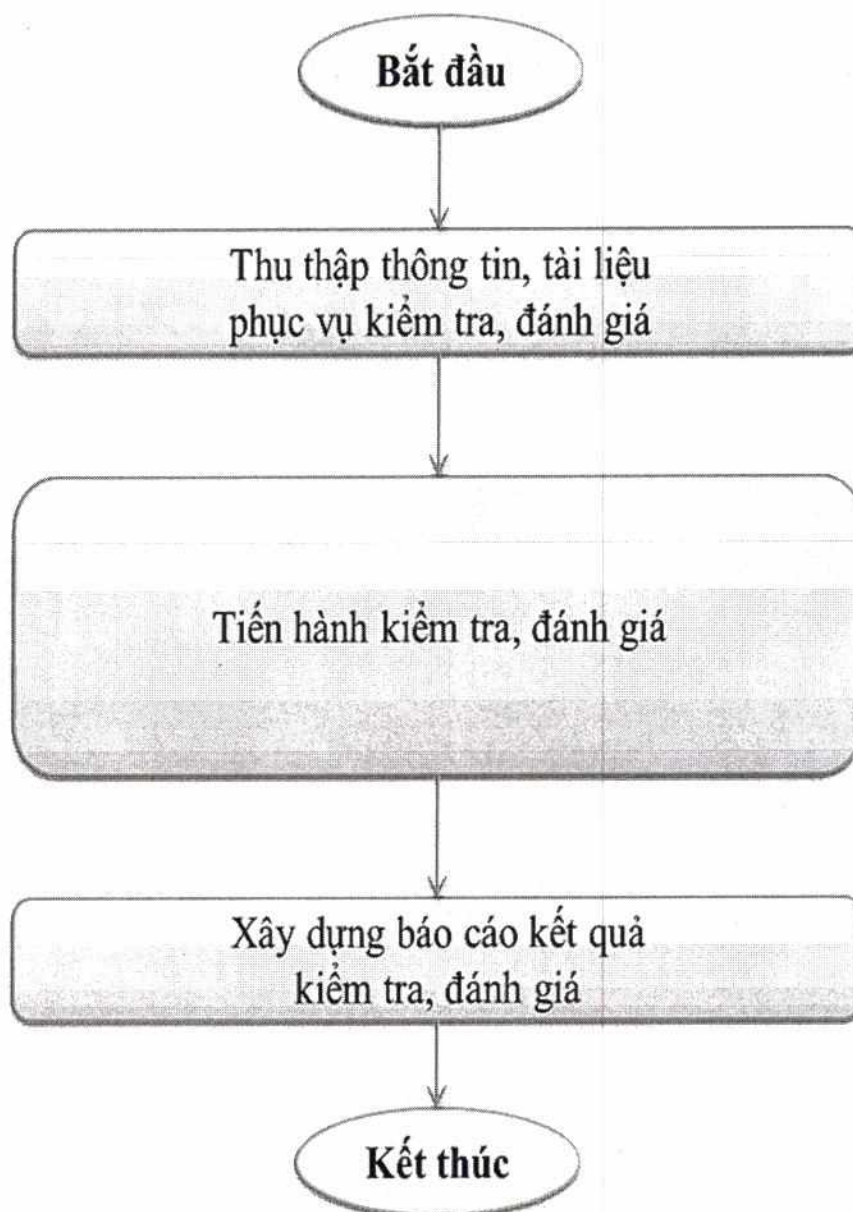 Bắt đầu
Thu thập thông tin, tài liệu
phục vụ kiểm tra, đánh giá
Tiến hành kiểm tra, đánh giá
Xây dựng báo cáo kết quả
kiểm tra, đánh giá
Kết thúc